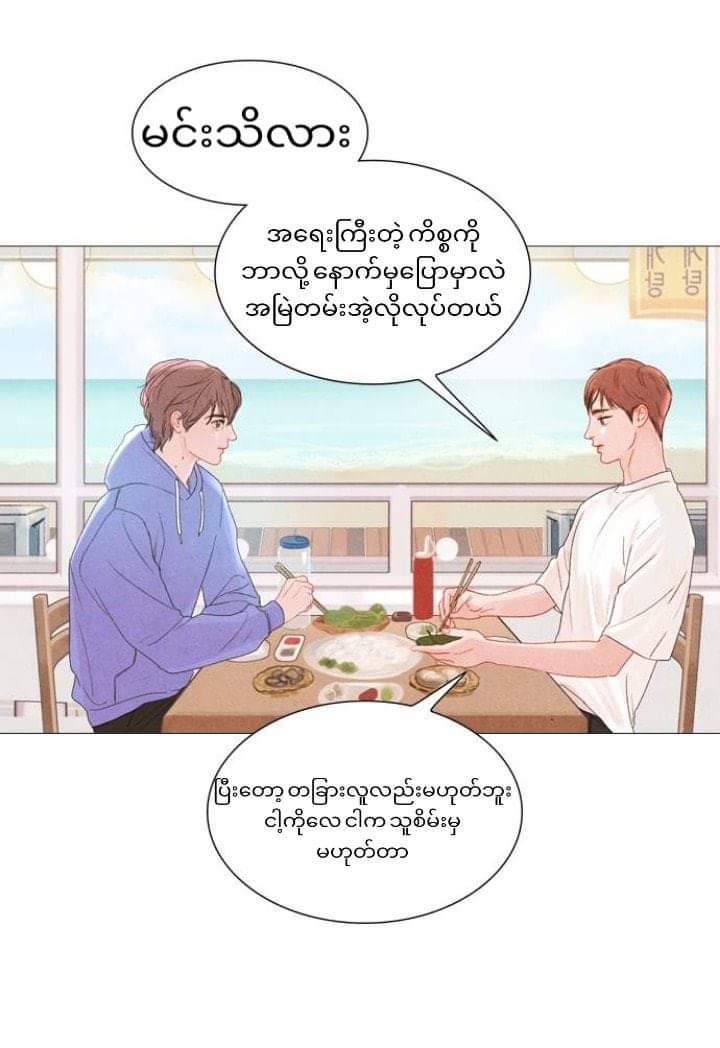 မင်းသိလား
အရေးကြီးတဲ့ ကိစ္စကို
ဘာလို့ နောက်မှပြောမှာလဲ
အမြဲတမ်းအဲ့လိုလုပ်တယ်
ပြီးတော့ တခြားလူလည်းမဟုတ်ဘူး
ငါ့ကိုလေ ငါက သူစိမ်းမှ
မဟုတ်တာ